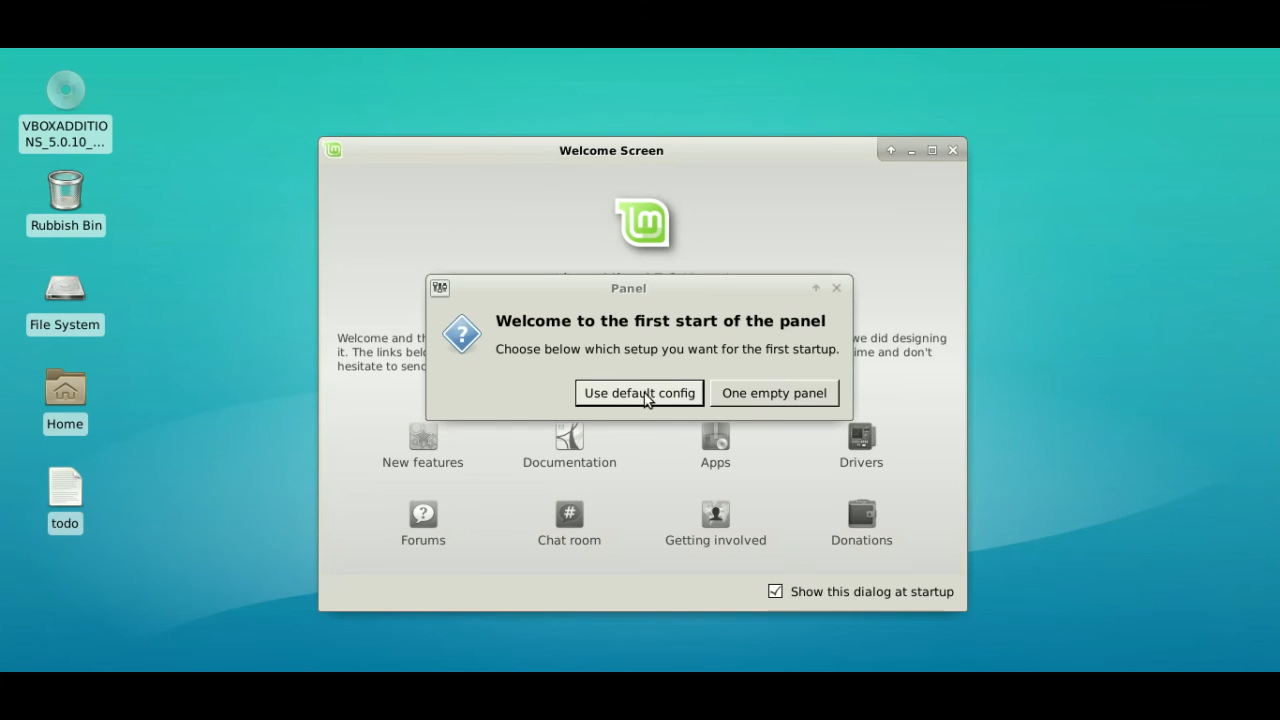 VBOXADDITIO
NS_5.0.10_...
Rubbish Bin
File System
Home
todo
Welcome Screen
Panel
Welcome to the first start of the panel
Choose below which setup you want for the first startup.
Use default config
One empty panel
Welcome and th
we did designing
it. The links bel
ime and don't
hesitate to senc
New features
Documentation
Apps
Drivers
Forums
Chat room
Getting involved
Donations
Show this dialog at startup